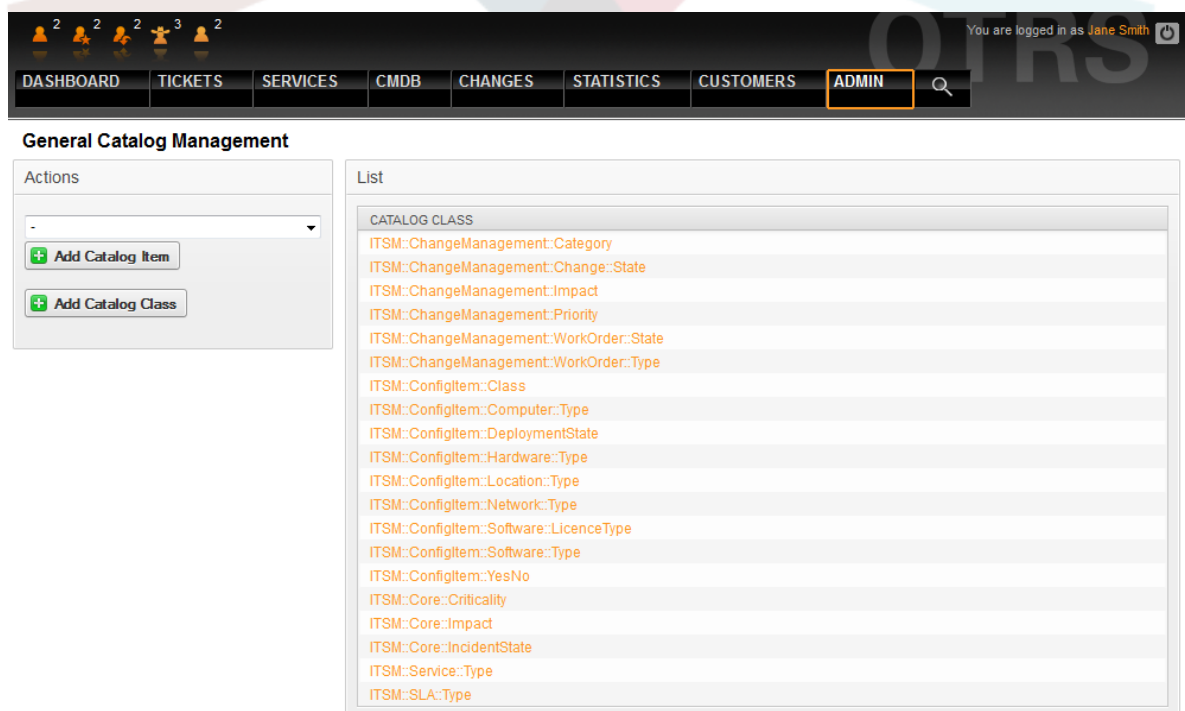 2 2 2 3 2
OTRS
You are logged in as Jane Smith
DASHBOARD TICKETS SERVICES CMDB CHANGES STATISTICS CUSTOMERS ADMIN
General Catalog Management
Actions
-
Add Catalog Item
Add Catalog Class
List
CATALOG CLASS
ITSM::ChangeManagement::Category
ITSM::ChangeManagement::Change::State
ITSM::ChangeManagement::Impact
ITSM::ChangeManagement::Priority
ITSM::ChangeManagement::WorkOrder::State
ITSM::ChangeManagement::WorkOrder::Type
ITSM::ConfigItem::Class
ITSM::ConfigItem::Computer::Type
ITSM::ConfigItem::DeploymentState
ITSM::ConfigItem::Hardware::Type
ITSM::ConfigItem::Location::Type
ITSM::ConfigItem::Network::Type
ITSM::ConfigItem::Software::LicenceType
ITSM::ConfigItem::Software::Type
ITSM::ConfigItem::YesNo
ITSM::Core::Criticality
ITSM::Core::Impact
ITSM::Core::IncidentState
ITSM::Service::Type
ITSM::SLA::Type